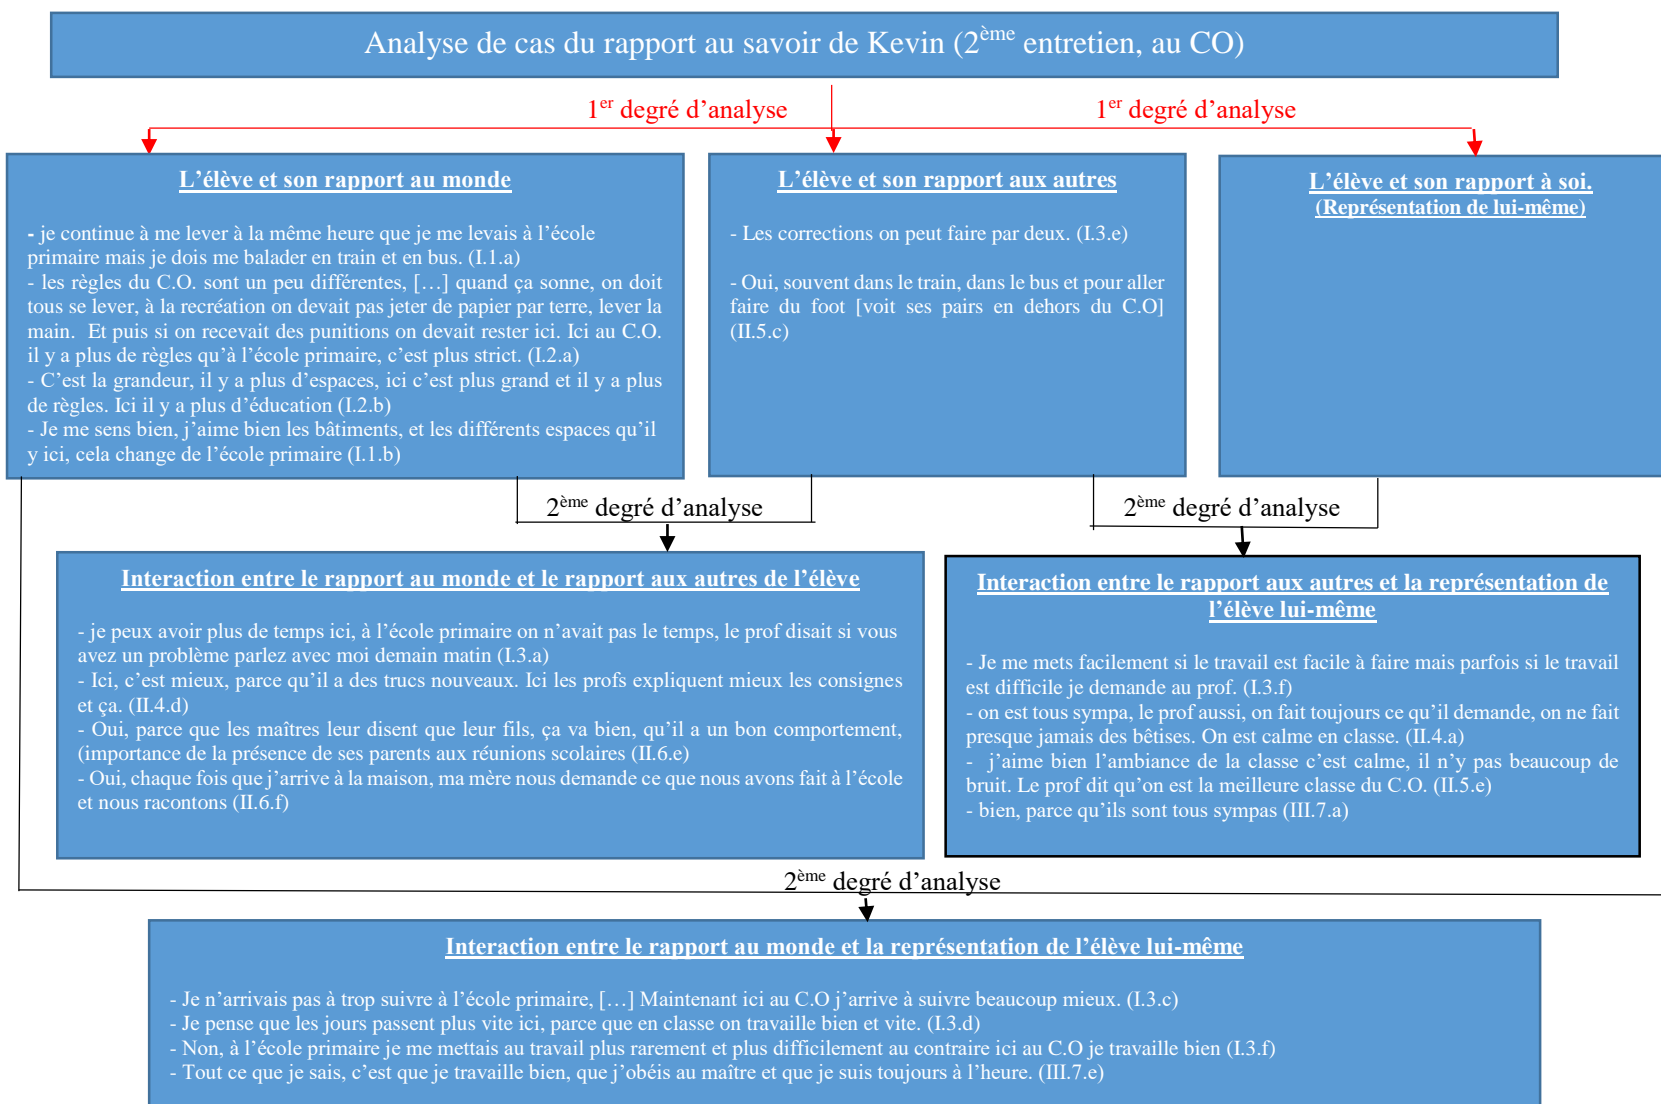 Analyse de cas du rapport au savoir de Kevin (2ème entretien, au CO)
1er degré d’analyse
1er degré d’analyse
L’élève et son rapport au monde
- je continue à me lever à la même heure que je me levais à l’école
primaire mais je dois me balader en train et en bus. (I.1.a)
- les règles du C.O. sont un peu différentes, […] quand ça sonne, on doit
tous se lever, à la recréation on devait pas jeter de papier par terre, lever la
main. Et puis si on recevait des punitions on devait rester ici. Ici au C.O.
il y a plus de règles qu’à l’école primaire, c’est plus strict. (I.2.a)
- C’est la grandeur, il y a plus d’espaces, ici c’est plus grand et il y a plus
de règles. Ici il y a plus d’éducation (I.2.b)
- Je me sens bien, j’aime bien les bâtiments, et les différents espaces qu’il
y ici, cela change de l’école primaire (I.1.b)
L’élève et son rapport aux autres
- Les corrections on peut faire par deux. (I.3.e)
- Oui, souvent dans le train, dans le bus et pour aller
faire du foot [voit ses pairs en dehors du C.O]
(II.5.c)
L’élève et son rapport à soi.
(Représentation de lui-même)
2ème degré d’analyse
2ème degré d’analyse
Interaction entre le rapport au monde et le rapport aux autres de l’élève
- je peux avoir plus de temps ici, à l’école primaire on n’avait pas le temps, le prof disait si vous
avez un problème parlez avec moi demain matin (I.3.a)
- Ici, c’est mieux, parce qu’il a des trucs nouveaux. Ici les profs expliquent mieux les consignes
et ça. (II.4.d)
- Oui, parce que les maîtres leur disent que leur fils, ça va bien, qu’il a un bon comportement,
(importance de la présence de ses parents aux réunions scolaires (II.6.e)
- Oui, chaque fois que j’arrive à la maison, ma mère nous demande ce que nous avons fait à l’école
et nous racontons (II.6.f)
Interaction entre le rapport aux autres et la représentation de
l’élève lui-même
- Je me mets facilement si le travail est facile à faire mais parfois si le travail
est difficile je demande au prof. (I.3.f)
- on est tous sympa, le prof aussi, on fait toujours ce qu’il demande, on ne fait
presque jamais des bêtises. On est calme en classe. (II.4.a)
- j’aime bien l’ambiance de la classe c’est calme, il n’y pas beaucoup de
bruit. Le prof dit qu’on est la meilleure classe du C.O. (II.5.e)
- bien, parce qu’ils sont tous sympas (III.7.a)
2ème degré d’analyse
Interaction entre le rapport au monde et la représentation de l’élève lui-même
- Je n’arrivais pas à trop suivre à l’école primaire, […] Maintenant ici au C.O j’arrive à suivre beaucoup mieux. (I.3.c)
- Je pense que les jours passent plus vite ici, parce que en classe on travaille bien et vite. (I.3.d)
- Non, à l’école primaire je me mettais au travail plus rarement et plus difficilement au contraire ici au C.O je travaille bien (I.3.f)
- Tout ce que je sais, c’est que je travaille bien, que j’obéis au maître et que je suis toujours à l’heure. (III.7.e)